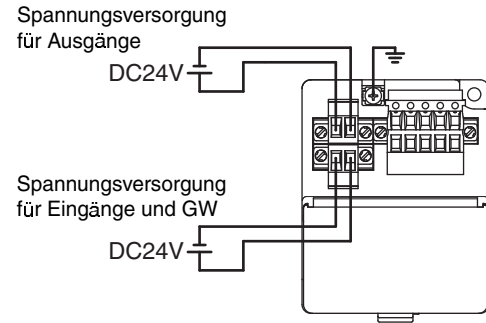 Spannungsversorgung
für Ausgänge
DC24V
Spannungsversorgung
für Eingänge und GW
DC24V